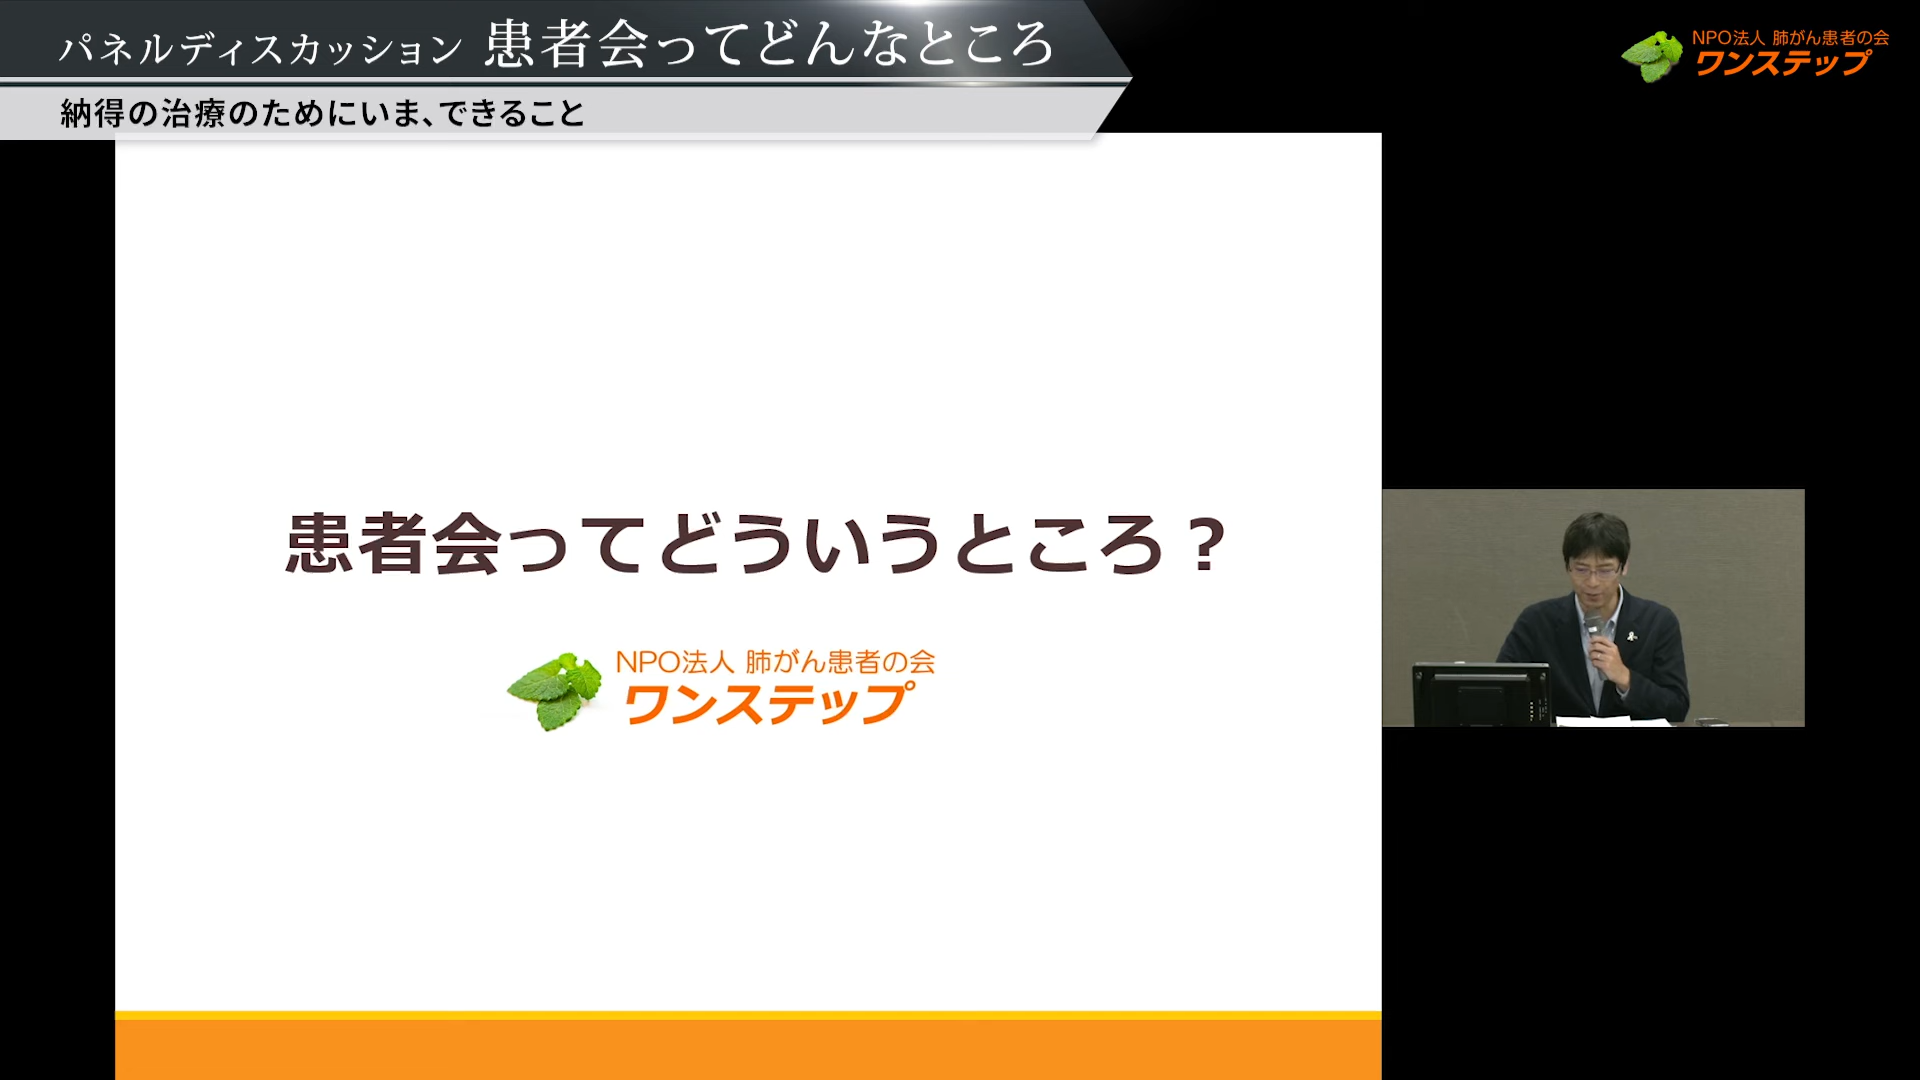 パネルディスカッション 患者会ってどんなところ
納得の治療のためにいま、できること
NPO法人 肺がん患者の会
ワンステップ
患者会ってどういうところ？
NPO法人 肺がん患者の会
ワンステップ